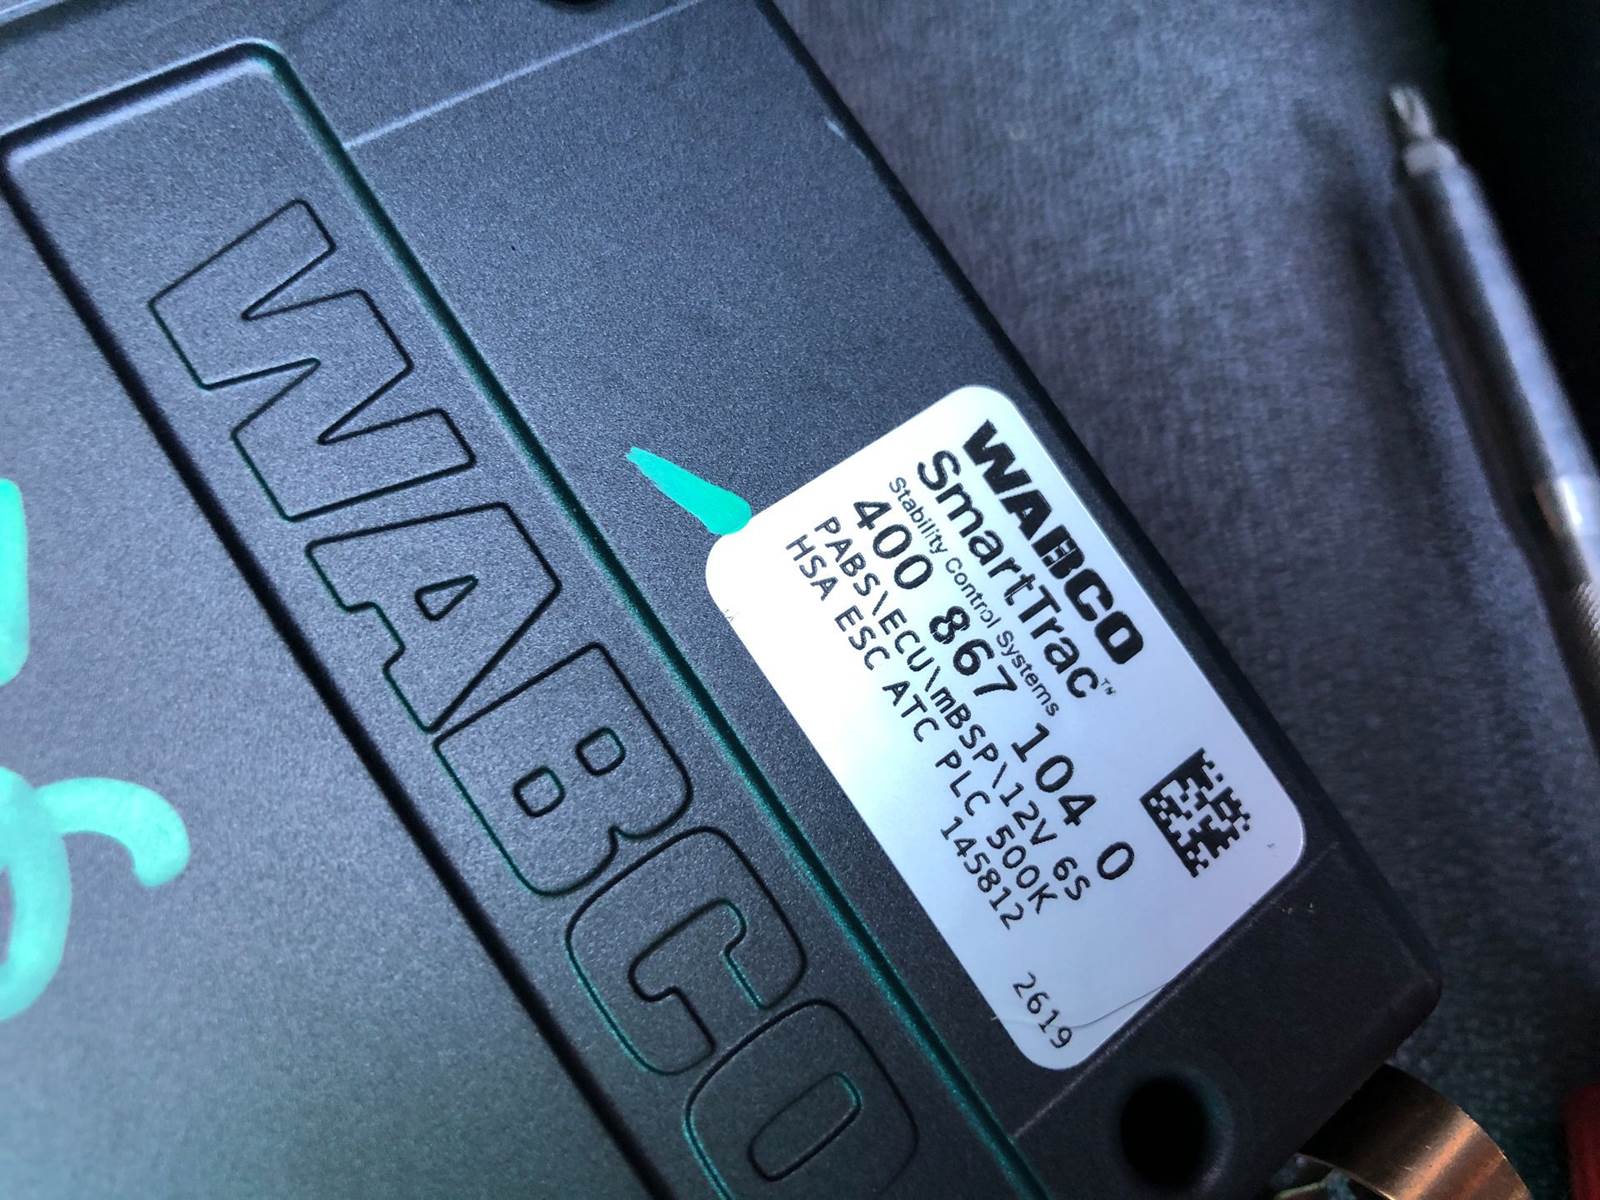 WABCO
WABCO
SmartTrac™
Stability Control Systems
400 867 104 0
PABS\ECU\mBSP\12V 6S
HSA ESC ATC PLC 500K
145812
2619